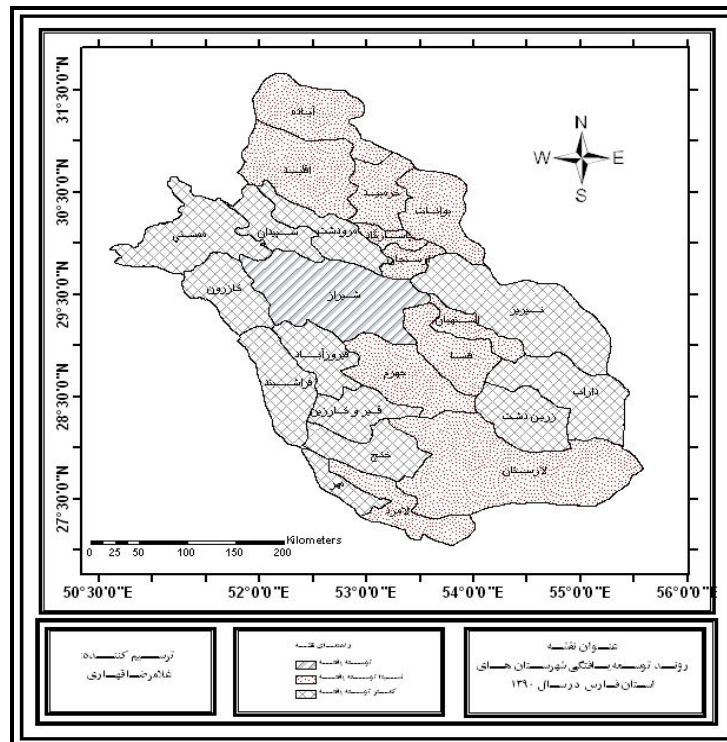 31°30'0"N
30°30'0"N
29°30'0"N
28°30'0"N
27°30'0"N
N
W E
S
آباده
اقلید
خرمبید
بوانات
ممسنی
سپیدان
مرودشت
پاسارگاد
ارسنجان
کازرون
شیراز
نیریز
استهبان
فیروزآباد
فسا
جهرم
فراشبند
داراب
قیر و کارزین
زرین دشت
خنج
لارستان
مهر
لامرد
0 25 50 100 150 200
Kilometers
50°30'0"E 52°0'0"E 53°0'0"E 54°0'0"E 55°0'0"E 56°0'0"E
عنوان نقشه
روند توسعه یافتگی شهرستان های
استان فارس در سال ۱۳۹۰
راهنمای نقشه
توسعه یافته
نسبتا توسعه یافته
کمتر توسعه یافته
ترسیم کننده:
غلامرضا قهاری